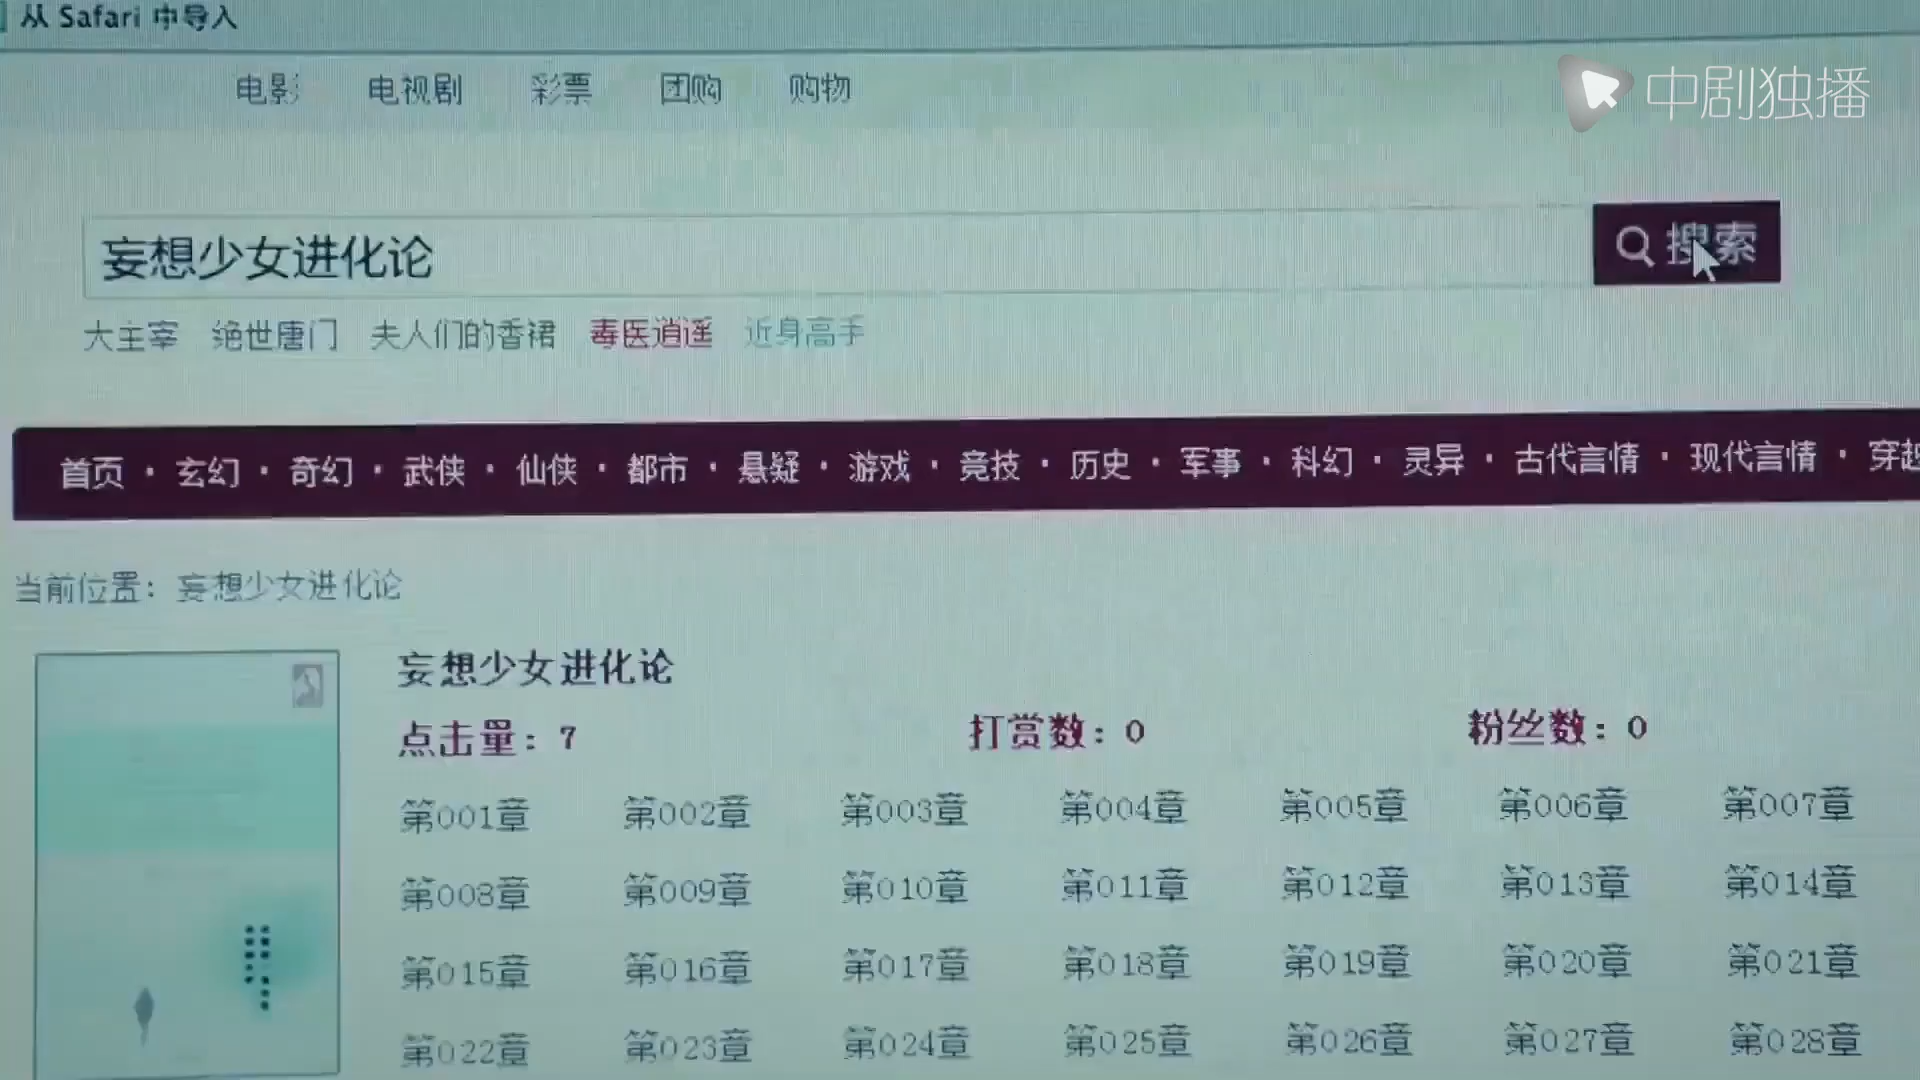 从 Safari 中导入
电影 电视剧 彩票 团购 购物
中剧独播
妄想少女进化论
搜索
大主宰 绝世唐门 夫人们的香裙 毒医逍遥 近身高手
首页 · 玄幻 · 奇幻 · 武侠 · 仙侠 · 都市 · 悬疑 · 游戏 · 竞技 · 历史 · 军事 · 科幻 · 灵异 · 古代言情 · 现代言情 · 穿越
当前位置：妄想少女进化论
妄想少女进化论
点击量：7 打赏数：0 粉丝数：0
第001章 第002章 第003章 第004章 第005章 第006章 第007章
第008章 第009章 第010章 第011章 第012章 第013章 第014章
第015章 第016章 第017章 第018章 第019章 第020章 第021章
第022章 第023章 第024章 第025章 第026章 第027章 第028章